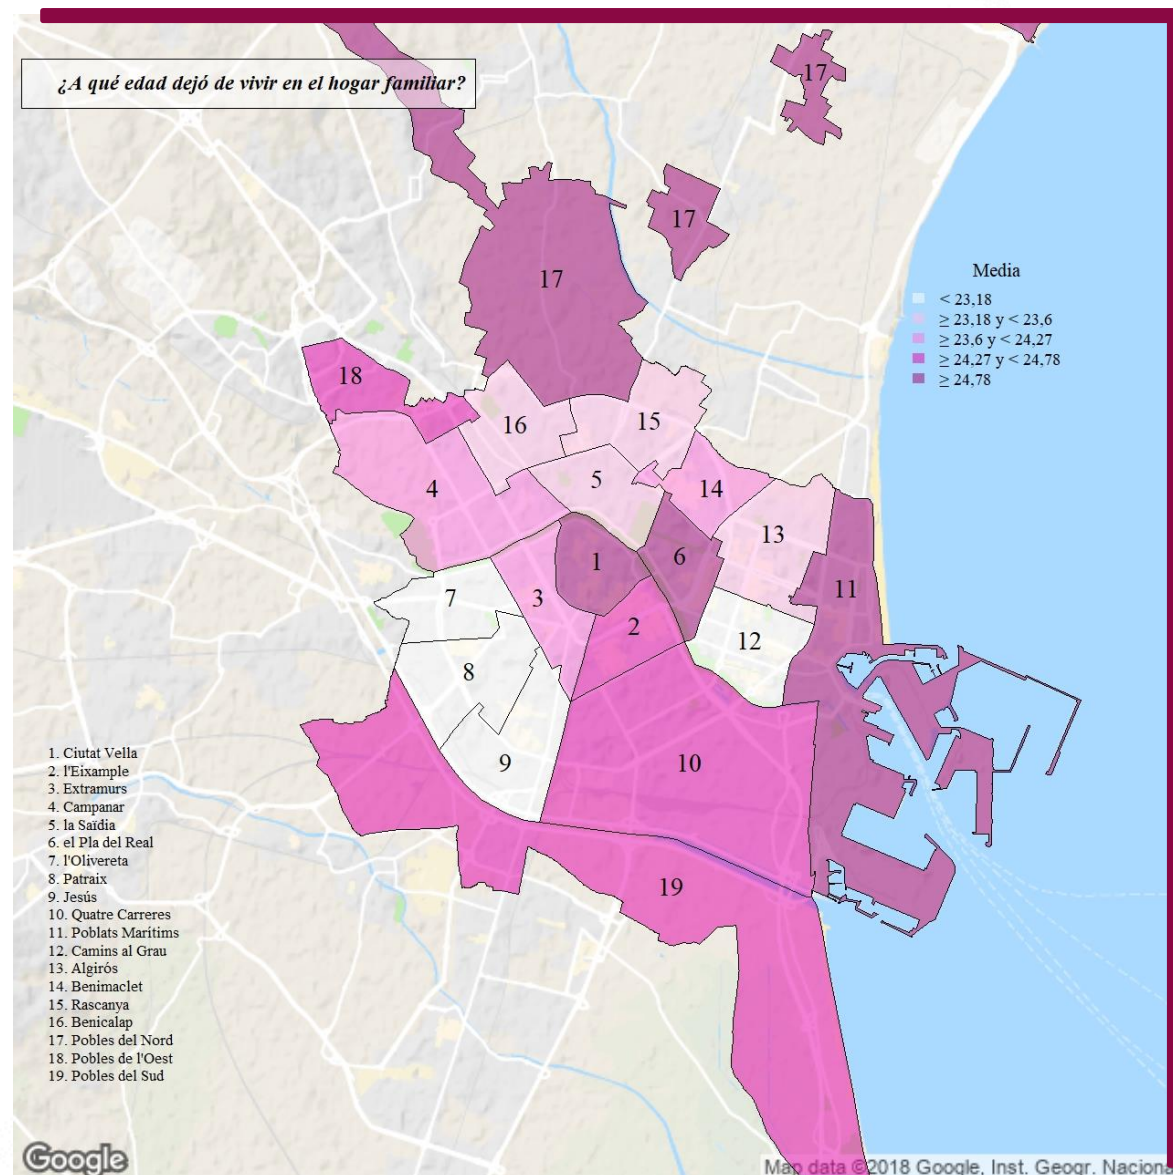 ¿A qué edad dejó de vivir en el hogar familiar?
17
17
17
Media
< 23,18
≥ 23,18 y < 23,6
≥ 23,6 y < 24,27
≥ 24,27 y < 24,78
≥ 24,78
18
16
15
5
4
14
13
6
1
11
7
3
2
12
8
9
10
19
1. Ciutat Vella
2. l'Eixample
3. Extramurs
4. Campanar
5. la Saïdia
6. el Pla del Real
7. l'Olivereta
8. Patraix
9. Jesús
10. Quatre Carreres
11. Poblats Marítims
12. Camins al Grau
13. Algirós
14. Benimaclet
15. Rascanya
16. Benicalap
17. Pobles del Nord
18. Pobles de l'Oest
19. Pobles del Sud
Google
Map data ©2018 Google, Inst. Geogr. Naciona